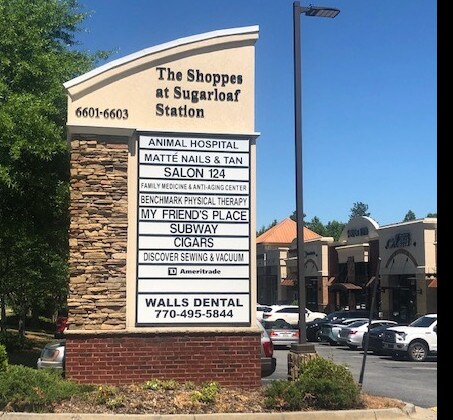 The Shoppes
at Sugarloaf
Station
6601-6603
ANIMAL HOSPITAL
MATTÉ NAILS & TAN
SALON 124
FAMILY MEDICINE & ANTI-AGING CENTER
BENCHMARK PHYSICAL THERAPY
MY FRIEND'S PLACE
SUBWAY
CIGARS
DISCOVER SEWING & VACUUM
TD Ameritrade
WALLS DENTAL
770-495-5844